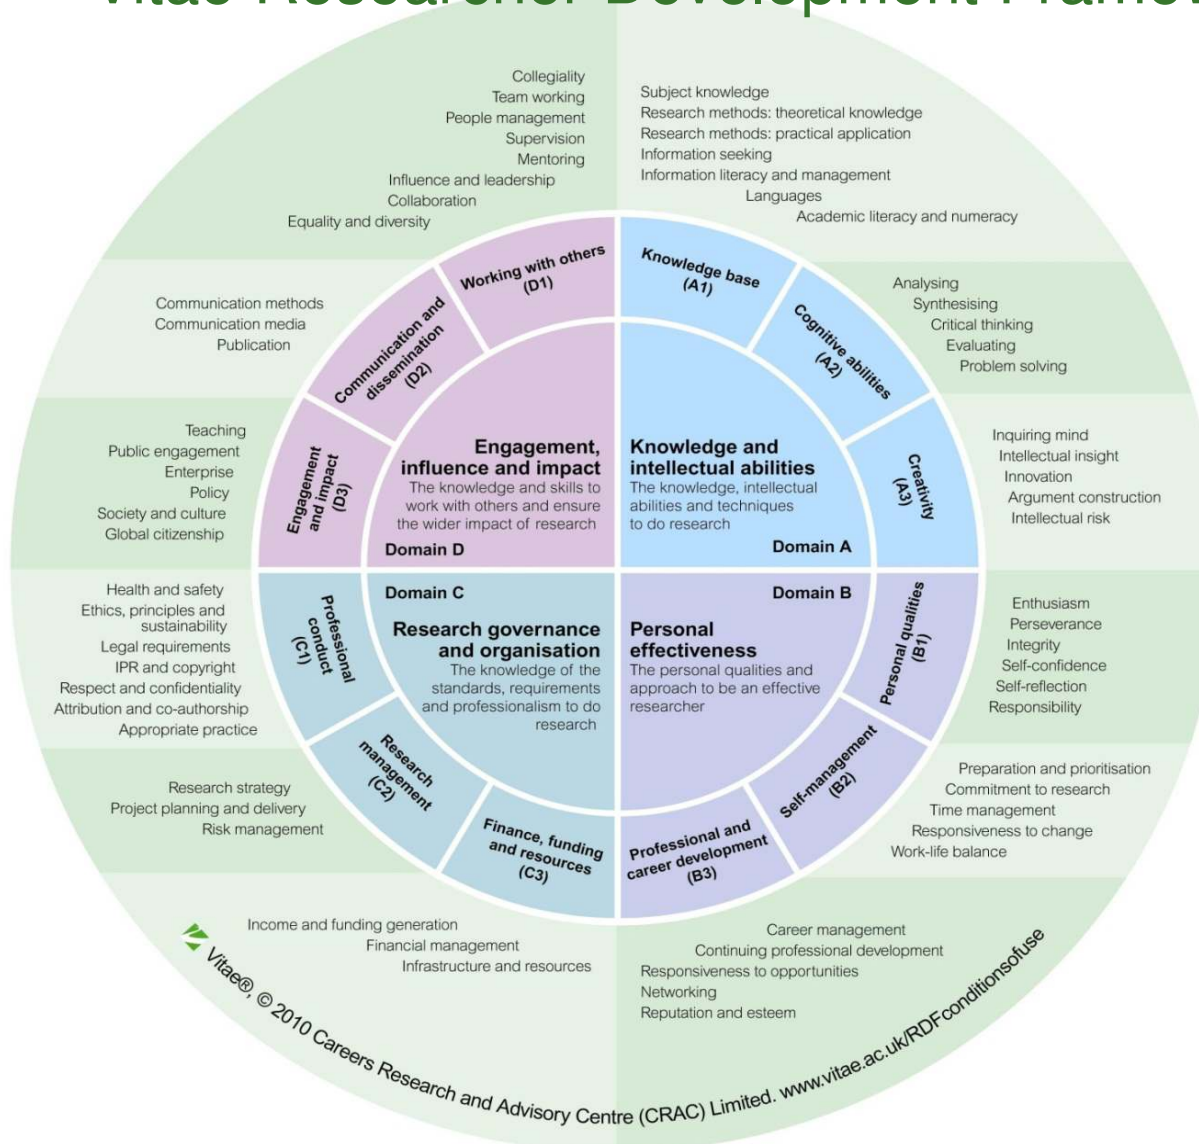 Vitae Researcher Development
Collegiality
Team working
People management
Supervision
Mentoring
Influence and leadership
Collaboration
Equality and diversity
Subject knowledge
Research methods: theoretical knowledge
Research methods: practical application
Information seeking
Information literacy and management
Languages
Academic literacy and numeracy
Communication methods
Communication media
Publication
Analysing
Synthesising
Critical thinking
Evaluating
Problem solving
Teaching
Public engagement
Enterprise
Policy
Society and culture
Global citizenship
Inquiring mind
Intellectual insight
Innovation
Argument construction
Intellectual risk
Working with others
(D1)
Knowledge base
(A1)
Communication and
dissemination
(D2)
Cognitive abilities
(A2)
Engagement
and impact
(D3)
Creativity
(A3)
Engagement,
influence and impact
The knowledge and skills to
work with others and ensure
the wider impact of research
Domain D
Knowledge and
intellectual abilities
The knowledge, intellectual
abilities and techniques
to do research
Domain A
Domain C
Research governance
and organisation
The knowledge of the
standards, requirements
and professionalism to do
research
Domain B
Personal
effectiveness
The personal qualities and
approach to be an effective
researcher
Professional
conduct
(C1)
Personal qualities
(B1)
Research
management
(C2)
Self-management
(B2)
Finance, funding
and resources
(C3)
Professional and
career development
(B3)
Health and safety
Ethics, principles and
sustainability
Legal requirements
IPR and copyright
Respect and confidentiality
Attribution and co-authorship
Appropriate practice
Enthusiasm
Perseverance
Integrity
Self-confidence
Self-reflection
Responsibility
Research strategy
Project planning and delivery
Risk management
Preparation and prioritisation
Commitment to research
Time management
Responsiveness to change
Work-life balance
Income and funding generation
Financial management
Infrastructure and resources
Career management
Continuing professional development
Responsiveness to opportunities
Networking
Reputation and esteem
Vitae®, © 2010 Careers Research and Advisory Centre (CRAC) Limited. www.vitae.ac.uk/RDFconditionsofuse